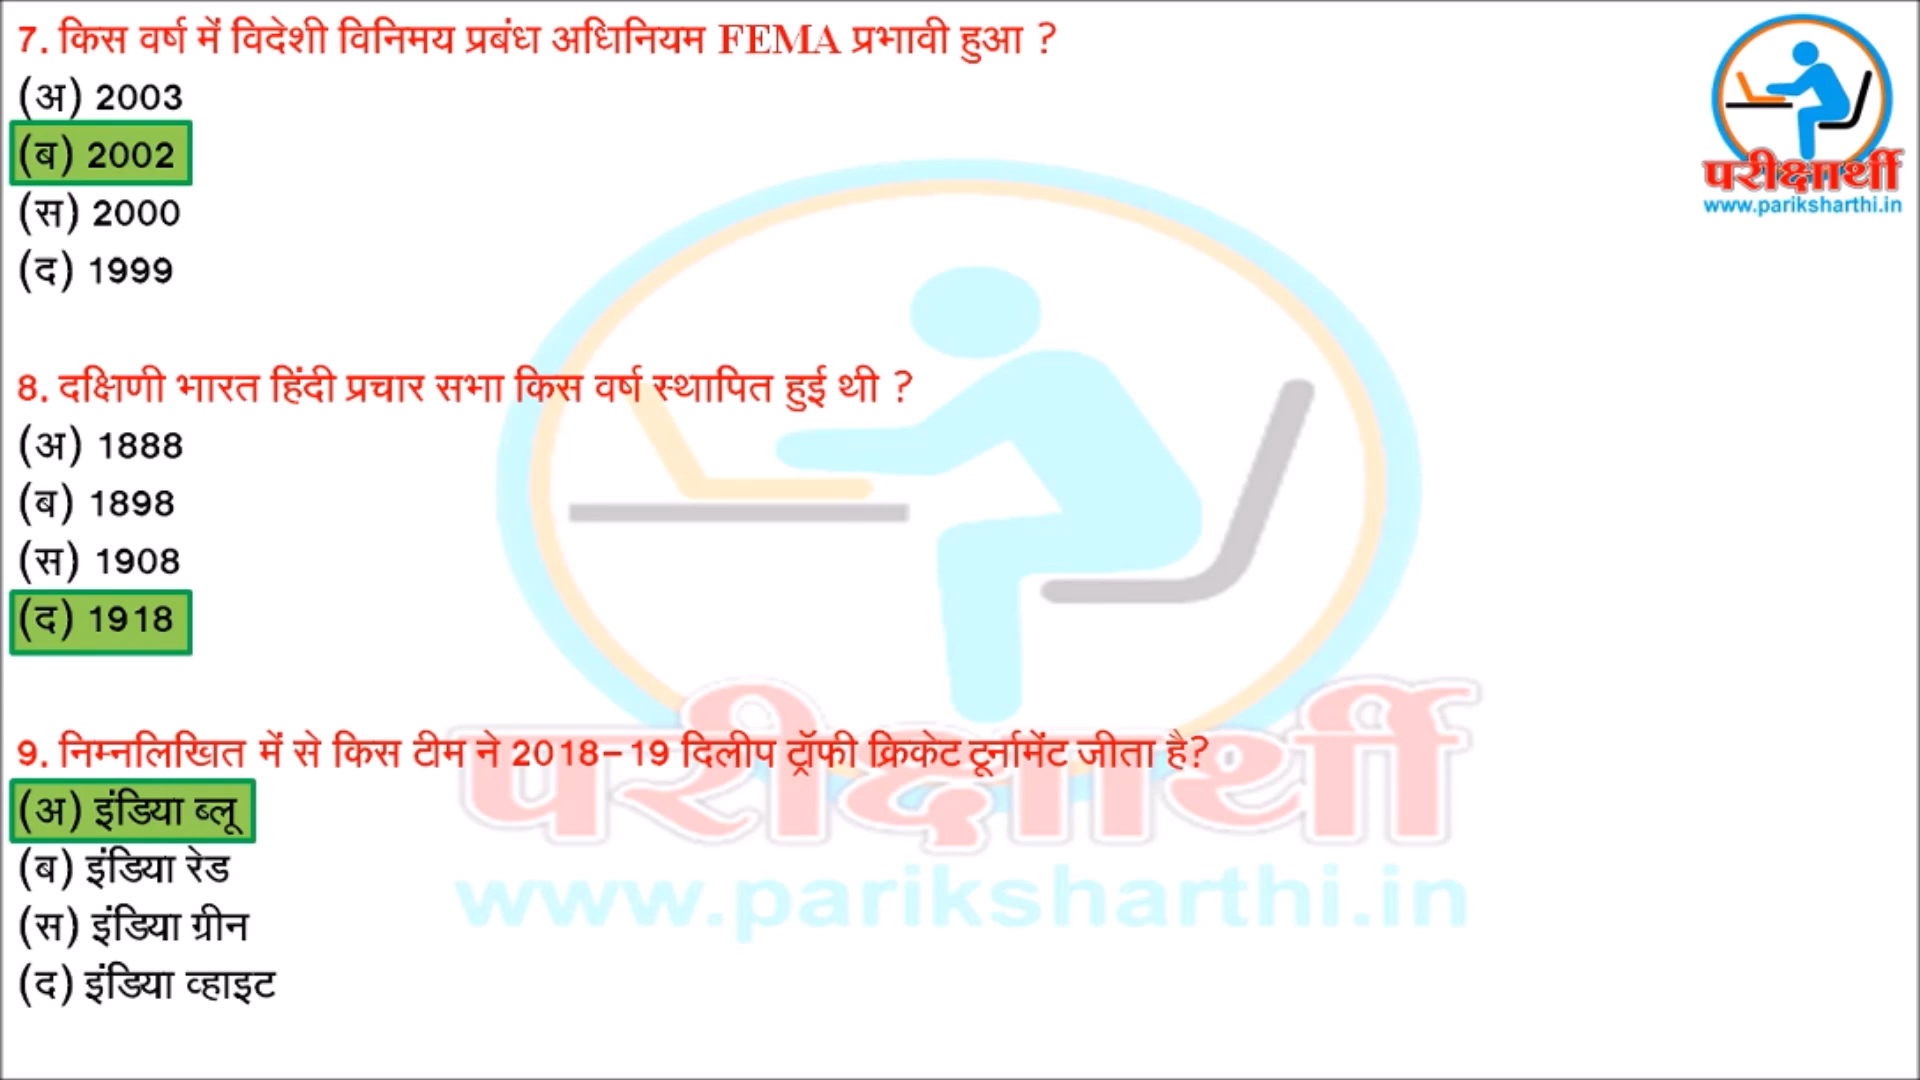 7. किस वर्ष में विदेशी विनिमय प्रबंध अधिनियम FEMA प्रभावी हुआ ?
(अ) 2003
(ब) 2002
(स) 2000
(द) 1999
परीक्षार्थी
www.pariksharthi.in
8. दक्षिणी भारत हिंदी प्रचार सभा किस वर्ष स्थापित हुई थी ?
(अ) 1888
(ब) 1898
(स) 1908
(द) 1918
9. निम्नलिखित में से किस टीम ने 2018-19 दिलीप ट्रॉफी क्रिकेट टूर्नामेंट जीता है?
(अ) इंडिया ब्लू
(ब) इंडिया रेड
(स) इंडिया ग्रीन
(द) इंडिया व्हाइट
परीक्षार्थी
www.pariksharthi.in